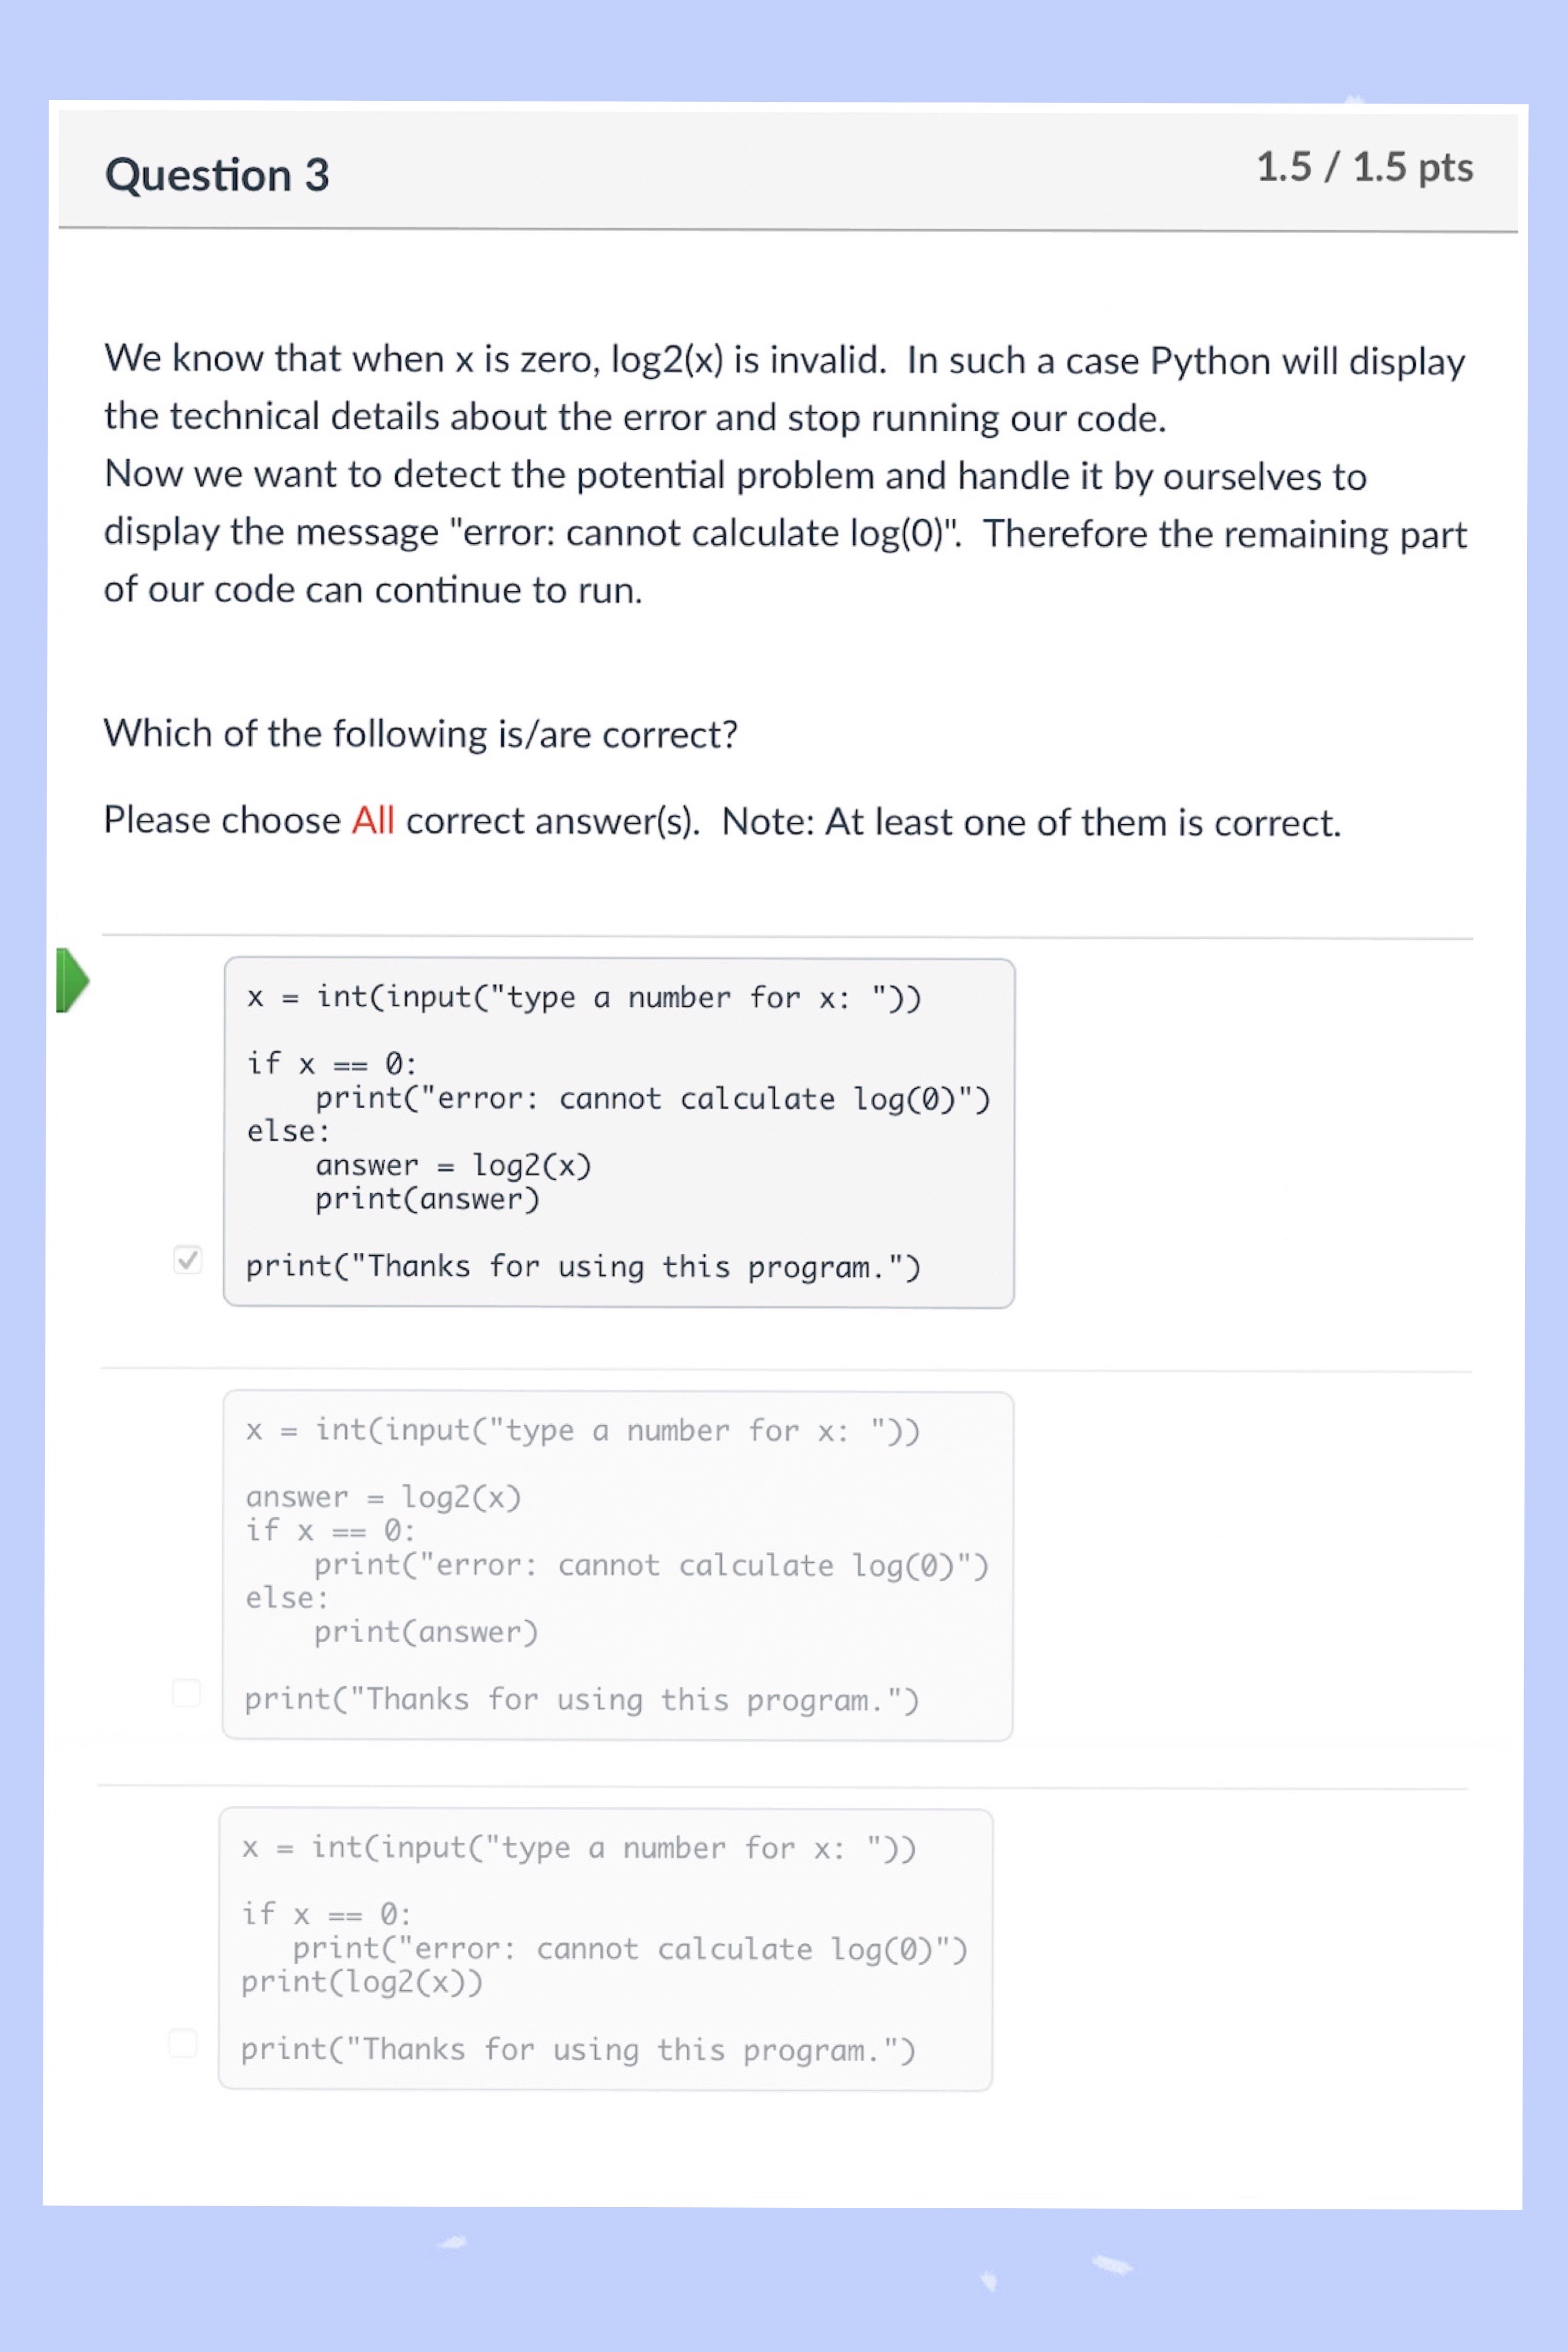 Question 3
1.5 / 1.5 pts
We know that when x is zero, log2(x) is invalid.  In such a case Python will display
the technical details about the error and stop running our code.
Now we want to detect the potential problem and handle it by ourselves to
display the message "error: cannot calculate log(0)".  Therefore the remaining part
of our code can continue to run.
Which of the following is/are correct?
Please choose All correct answer(s).  Note: At least one of them is correct.
x = int(input("type a number for x: "))
if x == 0:
    print("error: cannot calculate log(0)")
else:
    answer = log2(x)
    print(answer)
print("Thanks for using this program.")
x = int(input("type a number for x: "))
answer = log2(x)
if x == 0:
    print("error: cannot calculate log(0)")
else:
    print(answer)
print("Thanks for using this program.")
x = int(input("type a number for x: "))
if x == 0:
   print("error: cannot calculate log(0)")
print(log2(x))
print("Thanks for using this program.")